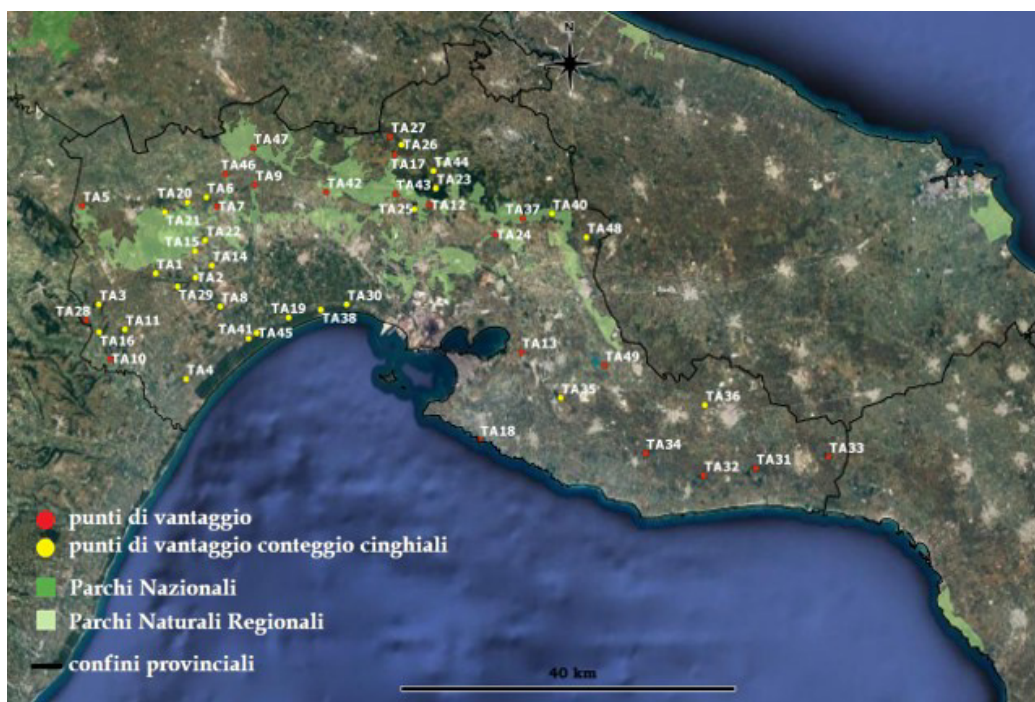 N
TA27
TA26
TA47
TA17
TA44
TA46
TA9
TA43
TA23
TA42
TA5
TA20
TA6
TA7
TA25
TA12
TA37
TA40
TA21
TA24
TA48
TA22
TA15
TA14
TA1
TA2
TA29
TA3
TA8
TA30
TA28
TA19
TA38
TA11
TA16
TA41
TA45
TA10
TA13
TA49
TA4
TA35
TA36
TA18
TA34
TA33
TA32
TA31
punti di vantaggio
punti di vantaggio conteggio cinghiali
Parchi Nazionali
Parchi Naturali Regionali
confini provinciali
40 km